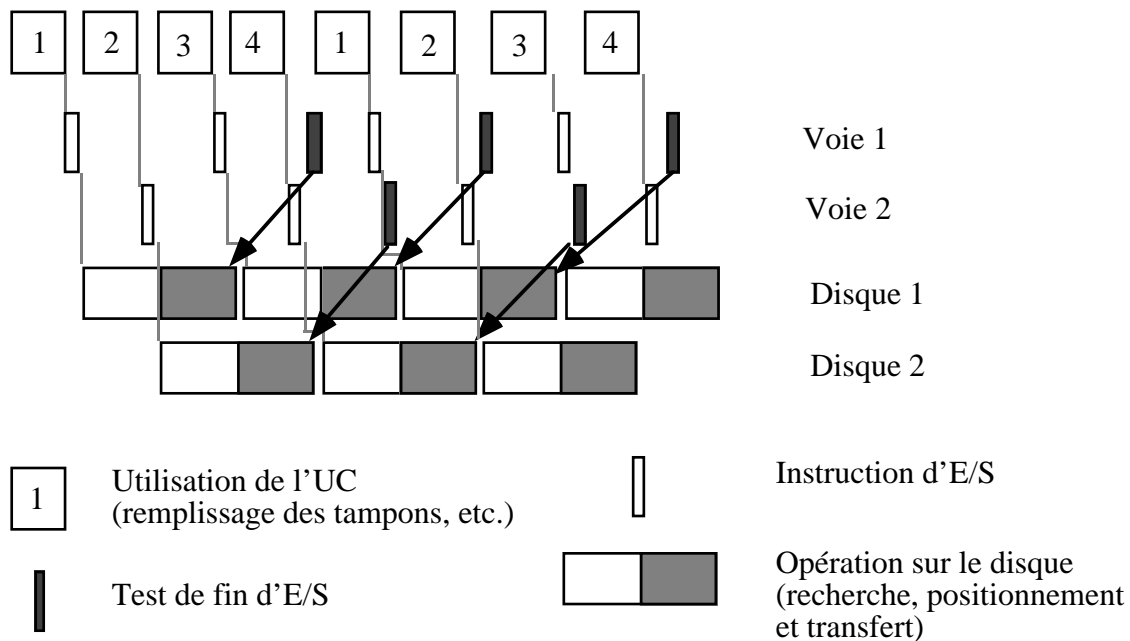 1 2 3 4 1 2 3 4
Voie 1
Voie 2
Disque 1
Disque 2
1
Utilisation de l’UC
(remplissage des tampons, etc.)
Instruction d’E/S
Test de fin d’E/S
Opération sur le disque
(recherche, positionnement
et transfert)